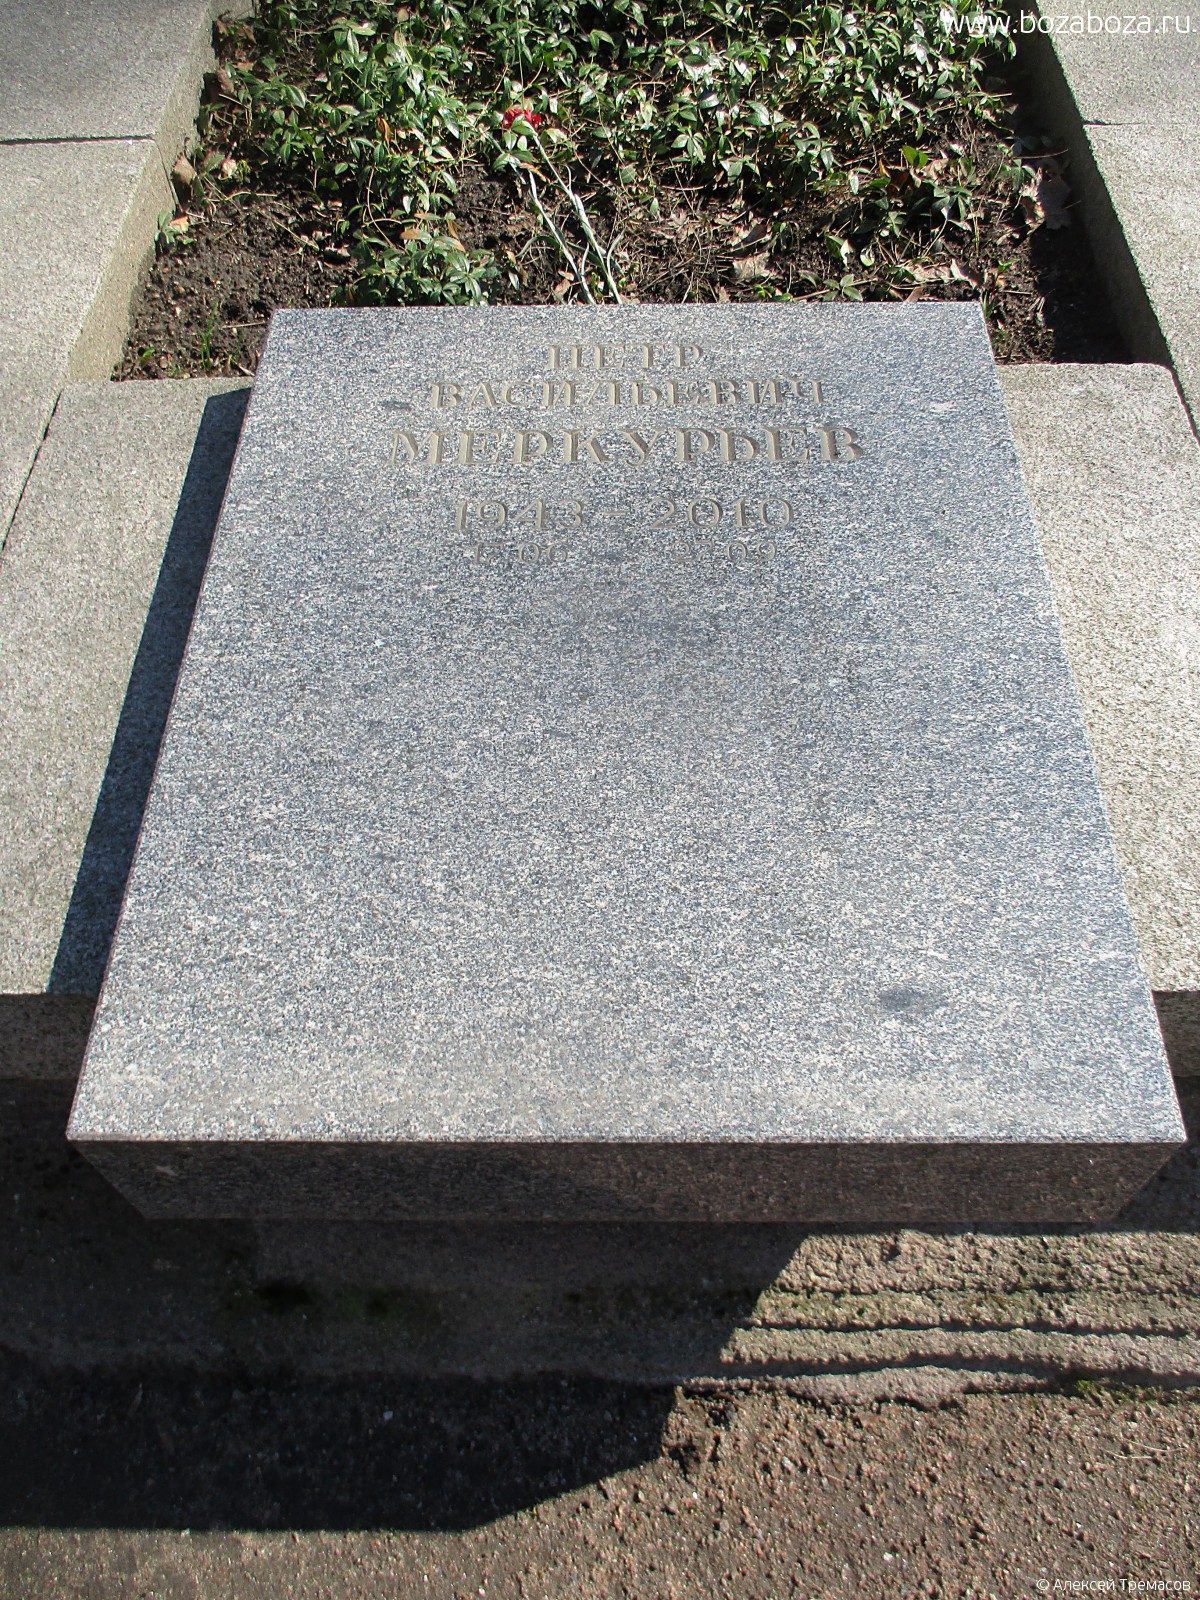 www.bozaboza.ru
ПЕТР
ВАСИЛЬЕВИЧ
МЕРКУРЬЕВ
1943 – 2010
© Алексей Тремасов